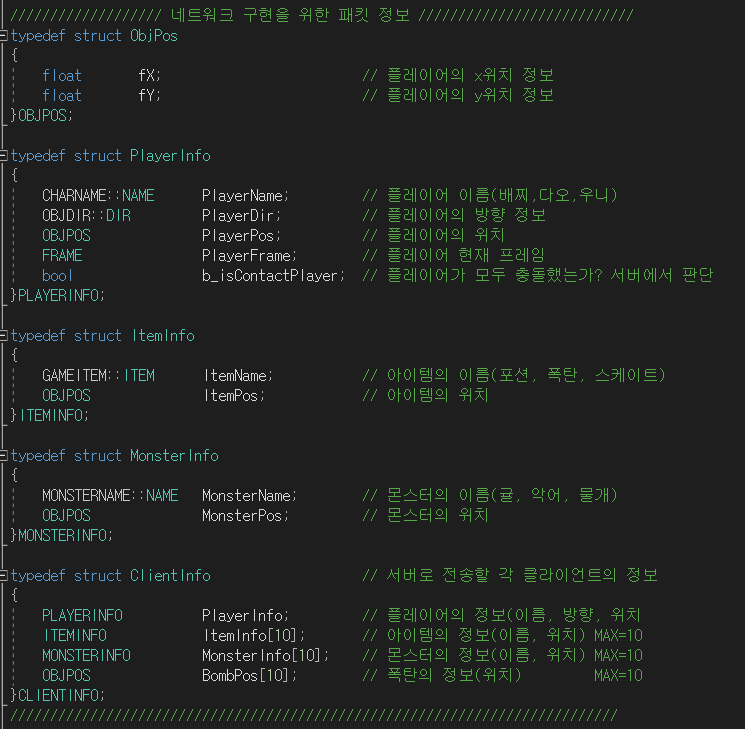 /////////////////// 네트워크 구현을 위한 패킷 정보 ///////////////////////////
typedef struct ObjPos
{
float fX; // 플레이어의 x위치 정보
float fY; // 플레이어의 y위치 정보
}OBJPOS;
typedef struct PlayerInfo
{
CHARNAME::NAME PlayerName; // 플레이어 이름(배찌,다오,우니)
OBJDIR::DIR PlayerDir; // 플레이어의 방향 정보
OBJPOS PlayerPos; // 플레이어의 위치
FRAME PlayerFrame; // 플레이어 현재 프레임
bool b_isContactPlayer; // 플레이어가 모두 충돌했는가? 서버에서 판단
}PLAYERINFO;
typedef struct ItemInfo
{
GAMEITEM::ITEM ItemName; // 아이템의 이름(포션, 폭탄, 스케이트)
OBJPOS ItemPos; // 아이템의 위치
}ITEMINFO;
typedef struct MonsterInfo
{
MONSTERNAME::NAME MonsterName; // 몬스터의 이름(귤, 악어, 물개)
OBJPOS MonsterPos; // 몬스터의 위치
}MONSTERINFO;
typedef struct ClientInfo // 서버로 전송할 각 클라이언트의 정보
{
PLAYERINFO PlayerInfo; // 플레이어의 정보(이름, 방향, 위치
ITEMINFO ItemInfo[10]; // 아이템의 정보(이름, 위치) MAX=10
MONSTERINFO MonsterInfo[10]; // 몬스터의 정보(이름, 위치) MAX=10
OBJPOS BombPos[10]; // 폭탄의 정보(위치) MAX=10
}CLIENTINFO;
////////////////////////////////////////////////////////////////////////////